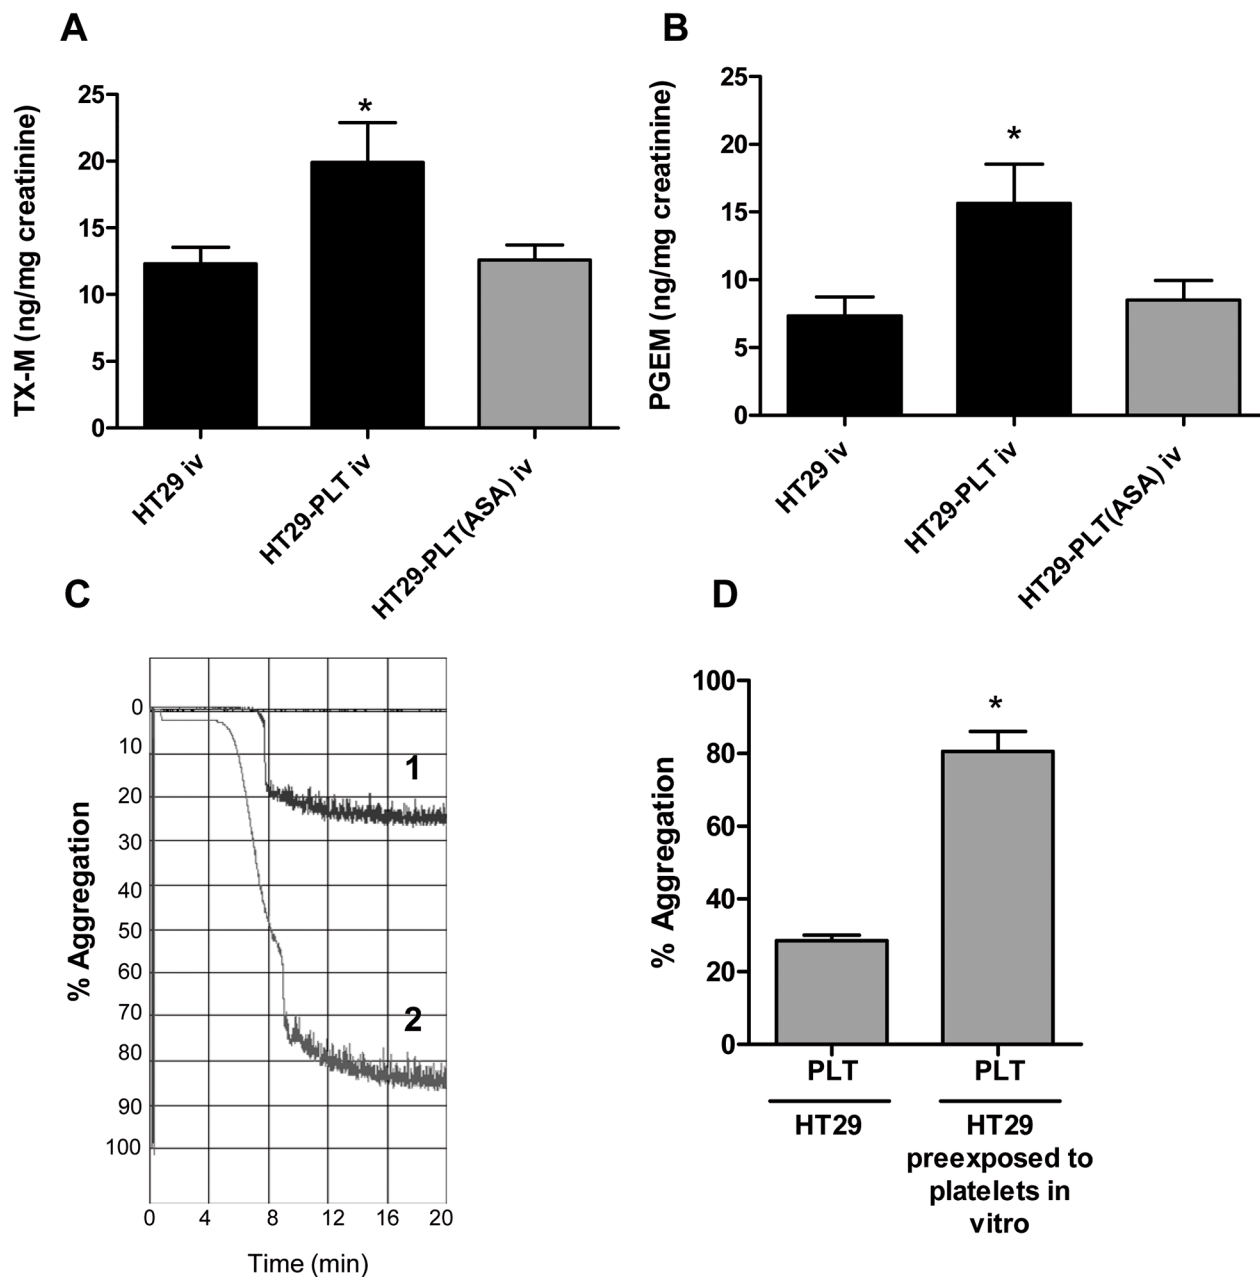 A
TX-M (ng/mg creatinine)
25
20
15
10
5
0
*
HT29 iv
HT29-PLT iv
HT29-PLT(ASA) iv
B
PGEM (ng/mg creatinine)
25
20
15
10
5
0
*
HT29 iv
HT29-PLT iv
HT29-PLT(ASA) iv
C
% Aggregation
0
10
20
30
40
50
60
70
80
90
100
1
2
0 4 8 12 16 20
Time (min)
D
% Aggregation
100
80
60
40
20
0
*
PLT
HT29
PLT
HT29
preexposed to
platelets in
vitro